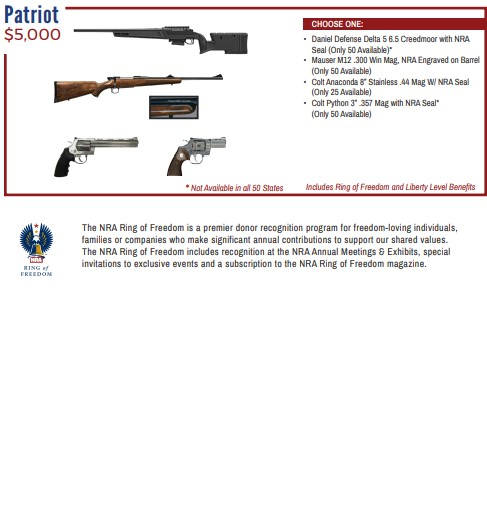 Patriot
$5,000
CHOOSE ONE:
• Daniel Defense Delta 5 6.5 Creedmoor with NRA
Seal (Only 50 Available)*
• Mauser M12 .300 Win Mag, NRA Engraved on Barrel
(Only 50 Available)
• Colt Anaconda 8" Stainless .44 Mag W/ NRA Seal
(Only 25 Available)
• Colt Python 3" .357 Mag with NRA Seal*
(Only 50 Available)
* Not Available in all 50 States
Includes Ring of Freedom and Liberty Level Benefits
NRA
RING of
FREEDOM
The NRA Ring of Freedom is a premier donor recognition program for freedom-loving individuals,
families or companies who make significant annual contributions to support our shared values.
The NRA Ring of Freedom includes recognition at the NRA Annual Meetings & Exhibits, special
invitations to exclusive events and a subscription to the NRA Ring of Freedom magazine.